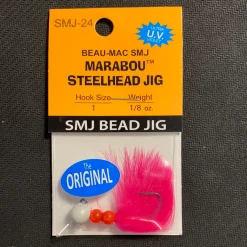 SMJ-24
U.V.
BEAU-MAC SMJ
MARABOU™
STEELHEAD JIG
Hook Size Weight
1 1/8 oz.
SMJ BEAD JIG
The
ORIGINAL